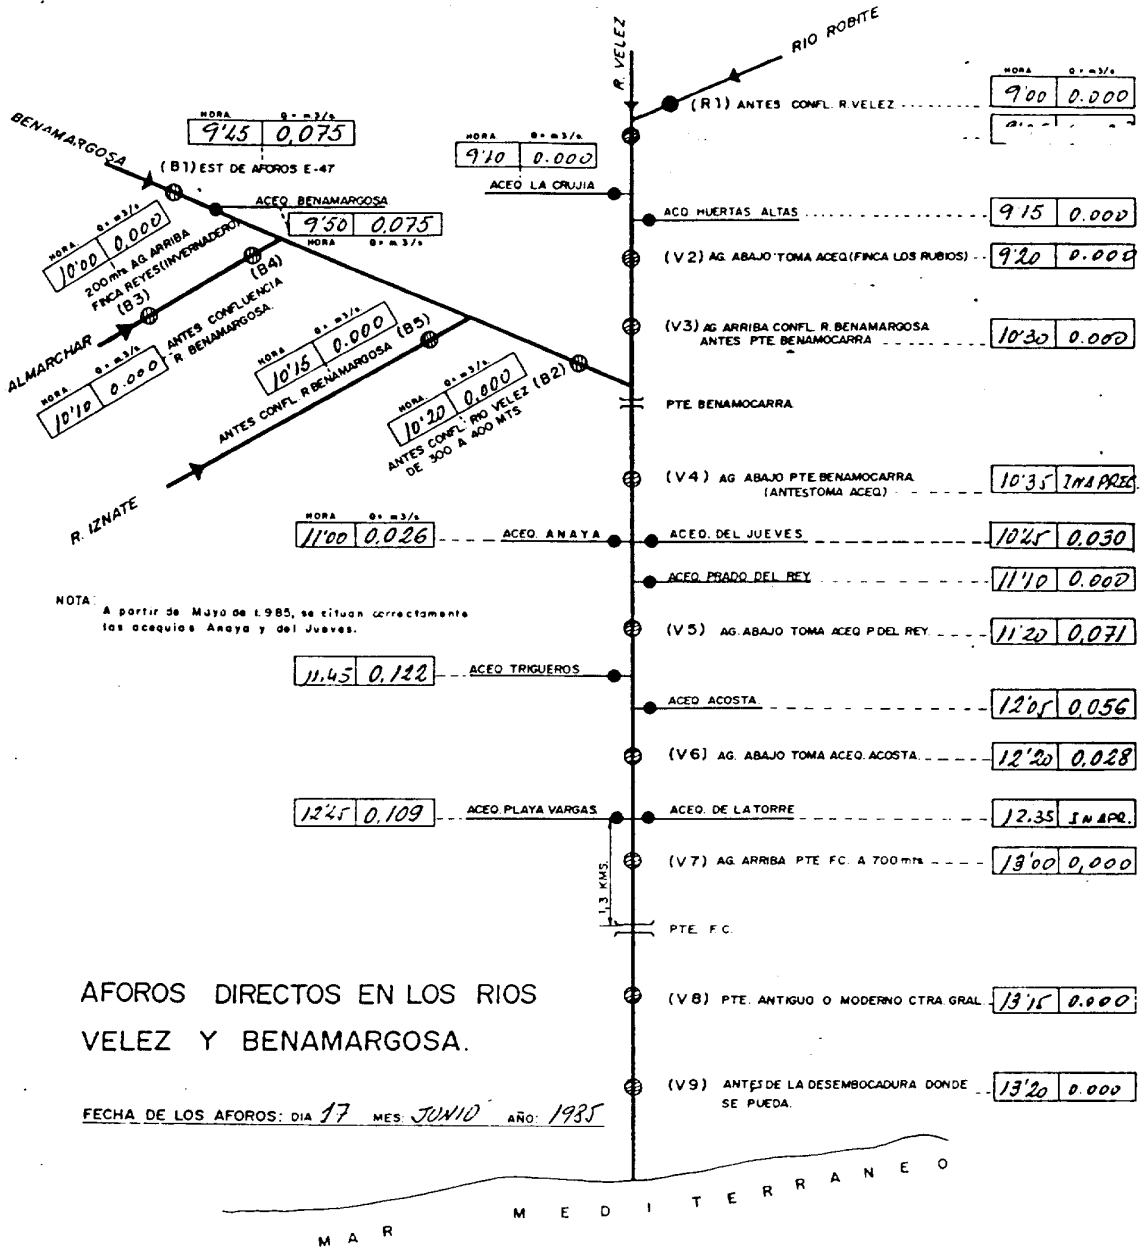 R. VELEZ
RIO ROBITE
(R1) ANTES CONFL. R.VELEZ
HORA Q = m3/s
9'00 0.000
BENAMARGOSA
HORA Q = m3/s
9'45 0,075
(B1) EST DE AFOROS E-47
HORA Q = m3/s
9'10 0.000
ACEQ LA CRUJIA
ACEQ. BENAMARGOSA
9'50 0,075
HORA Q = m3/s
ACQ HUERTAS ALTAS
9'15 0.000
HORA. Q = m3/s
10'00 0,000
200 mts AG. ARRIBA
FINCA REYES (INVERNADERO)
(B3)
(B4)
(V2) AG. ABAJO TOMA ACEQ (FINCA LOS RUBIOS)
9'20 0.000
ALMARCHAR
ANTES CONFLUENCIA
R. BENAMARGOSA.
HORA. Q = m3/s
10'10 0.000
HORA Q = m3/s
10'15 0.000
ANTES CONFL. R BENAMARGOSA (B5)
(V3) AG ARRIBA CONFL. R. BENAMARGOSA
ANTES PTE BENAMOCARRA
10'30 0.000
HORA. Q = m3/s
10'20 0,000
ANTES CONFL. RIO VELEZ (B2)
DE 300 A 400 MTS.
PTE. BENAMOCARRA
R. IZNATE
(V4) AG ABAJO PTE BENAMOCARRA
(ANTES TOMA ACEQ)
10'35 INAPREC.
HORA Q = m3/s
11'00 0,026
ACEQ. ANAYA
ACEQ. DEL JUEVES
10'45 0.030
ACEQ PRADO DEL REY
11'10 0.000
NOTA:
A partir de Mayo de 1.985, se situan correctamente
las acequias Anaya y del Jueves.
(V5) AG. ABAJO TOMA ACEQ P.DEL REY.
11'20 0,071
11.45 0,122
ACEQ TRIGUEROS
ACEQ ACOSTA.
12'05 0,056
(V6) AG. ABAJO TOMA ACEQ. ACOSTA.
12'20 0,028
12'45 0,109
ACEQ. PLAYA VARGAS
ACEQ. DE LA TORRE
12.35 INAPR.
(V7) AG. ARRIBA PTE FC. A 700 mts
13'00 0,000
1,3 KMS.
PTE F.C.
AFOROS DIRECTOS EN LOS RIOS
VELEZ Y BENAMARGOSA.
(V8) PTE. ANTIGUO O MODERNO CTRA. GRAL
13'15 0.000
(V9) ANTES DE LA DESEMBOCADURA DONDE
SE PUEDA.
13'20 0.000
FECHA DE LOS AFOROS: DIA 17 MES: JUNIO AÑO: 1985
MAR MEDITERRANEO